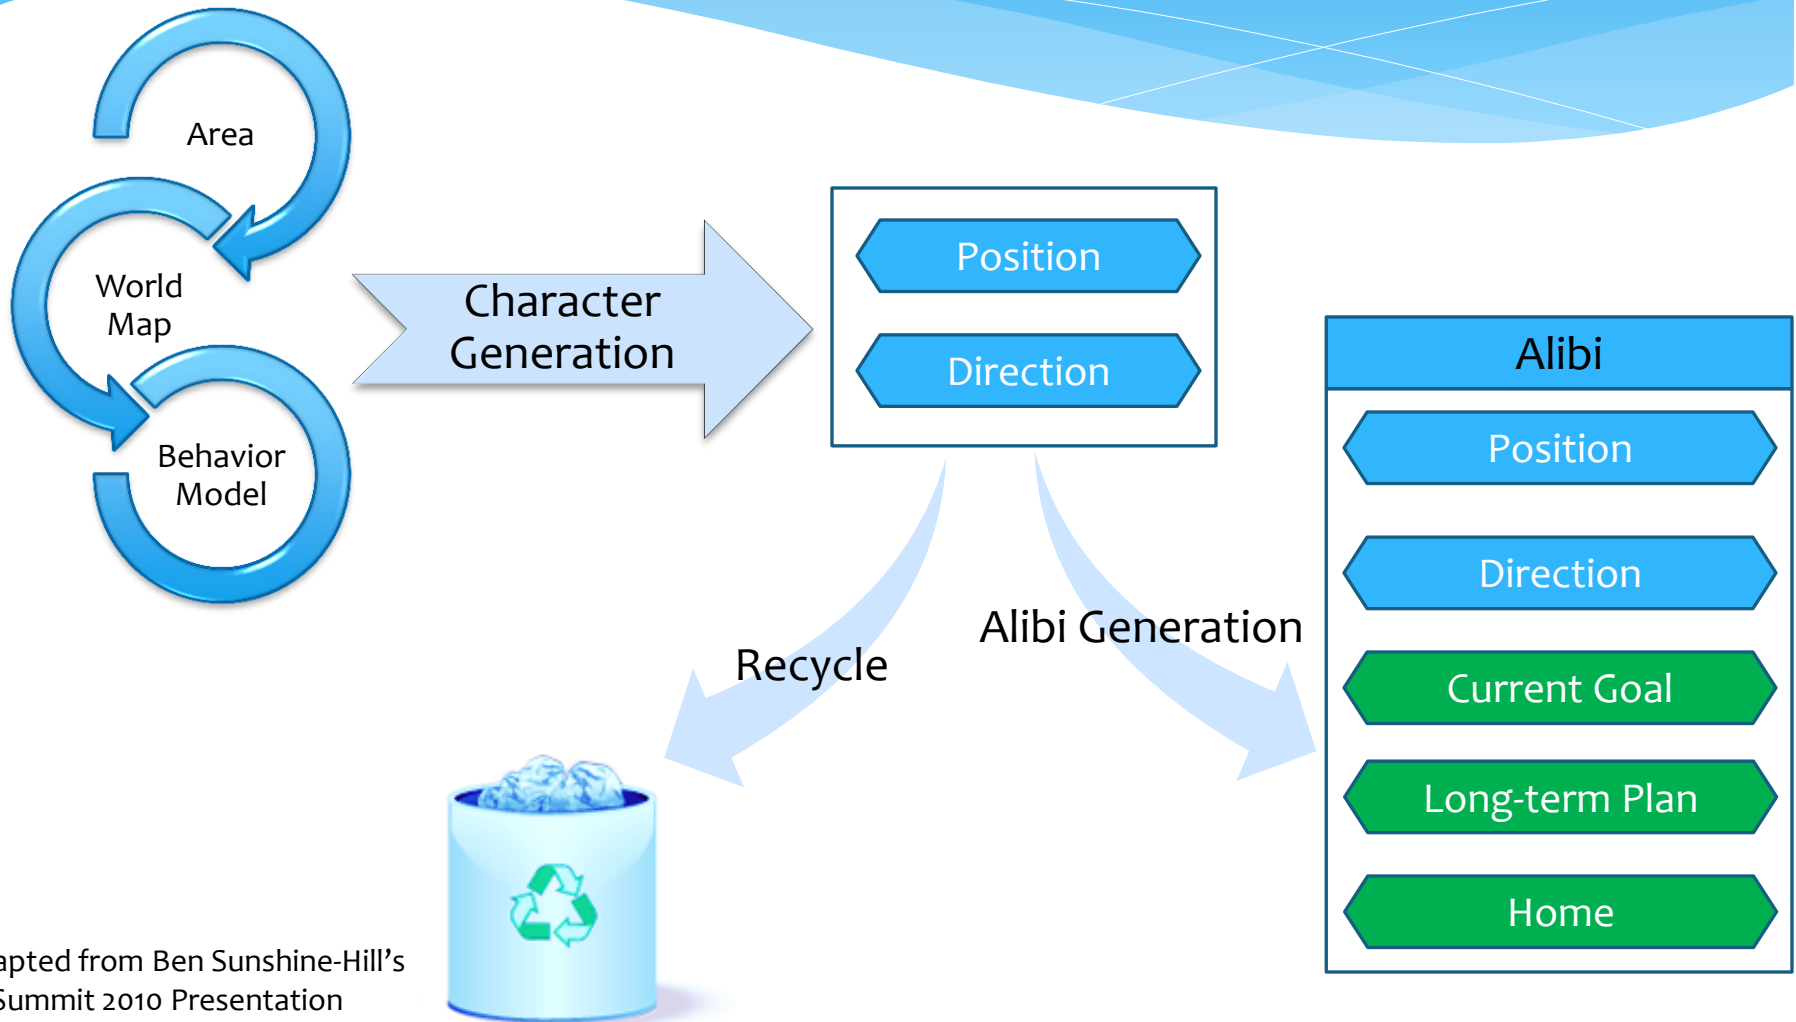 Area
World
Map
Behavior
Model
Character
Generation
Position
Direction
Recycle
Alibi Generation
Alibi
Position
Direction
Current Goal
Long-term Plan
Home
apted from Ben Sunshine-Hill's
Summit 2010 Presentation